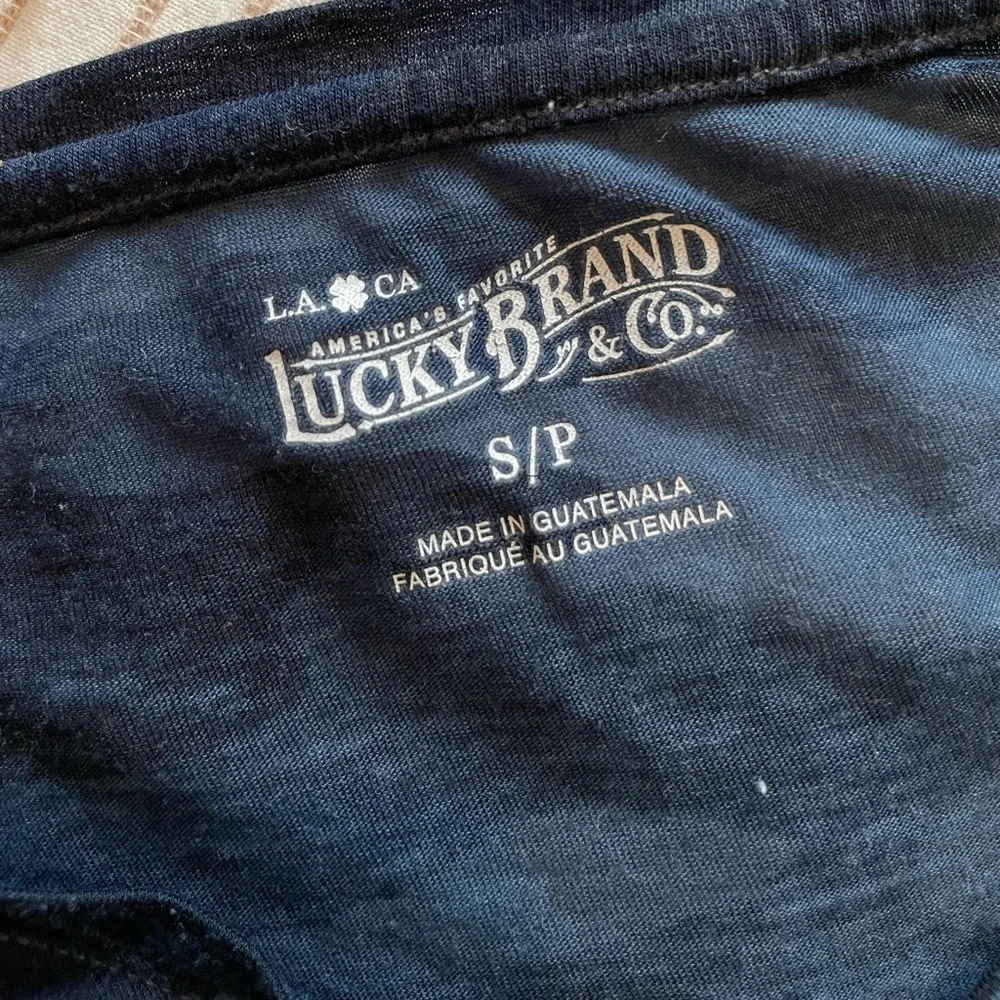 L.A. CA
AMERICA'S FAVORITE
LUCKY BRAND
& Co.
S/P
MADE IN GUATEMALA
FABRIQUÉ AU GUATEMALA